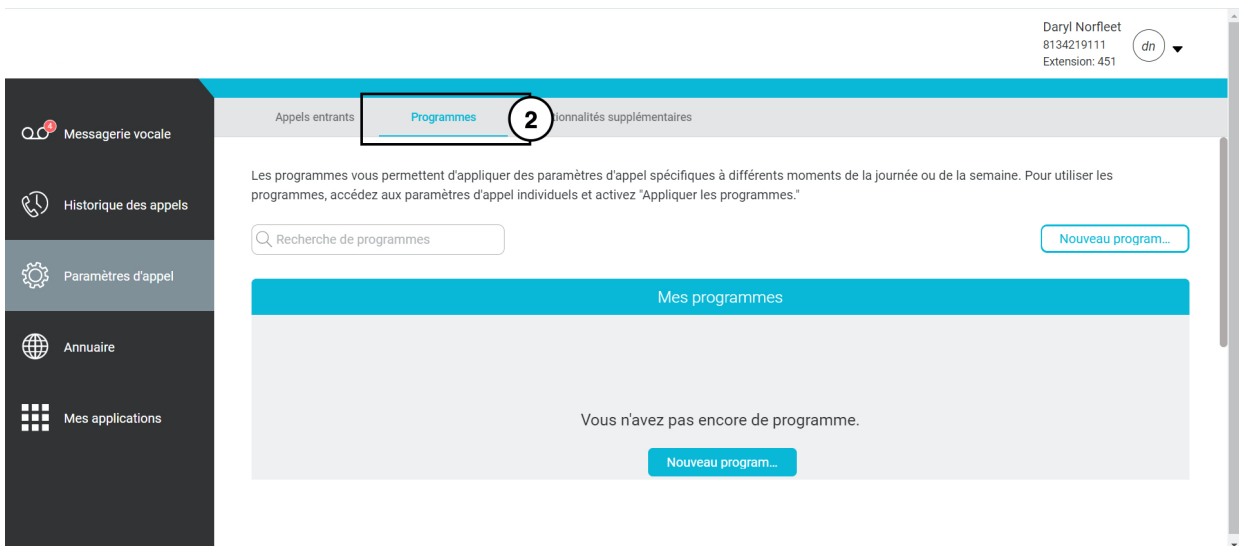 Daryl Norfleet
8134219111
dn
Extension: 451
4
Messagerie vocale
Historique des appels
Paramètres d'appel
Annuaire
Mes applications
Appels entrants
Programmes
2
tionnalités supplémentaires
Les programmes vous permettent d'appliquer des paramètres d'appel spécifiques à différents moments de la journée ou de la semaine. Pour utiliser les
programmes, accédez aux paramètres d'appel individuels et activez "Appliquer les programmes."
Recherche de programmes
Nouveau program...
Mes programmes
Vous n'avez pas encore de programme.
Nouveau program...